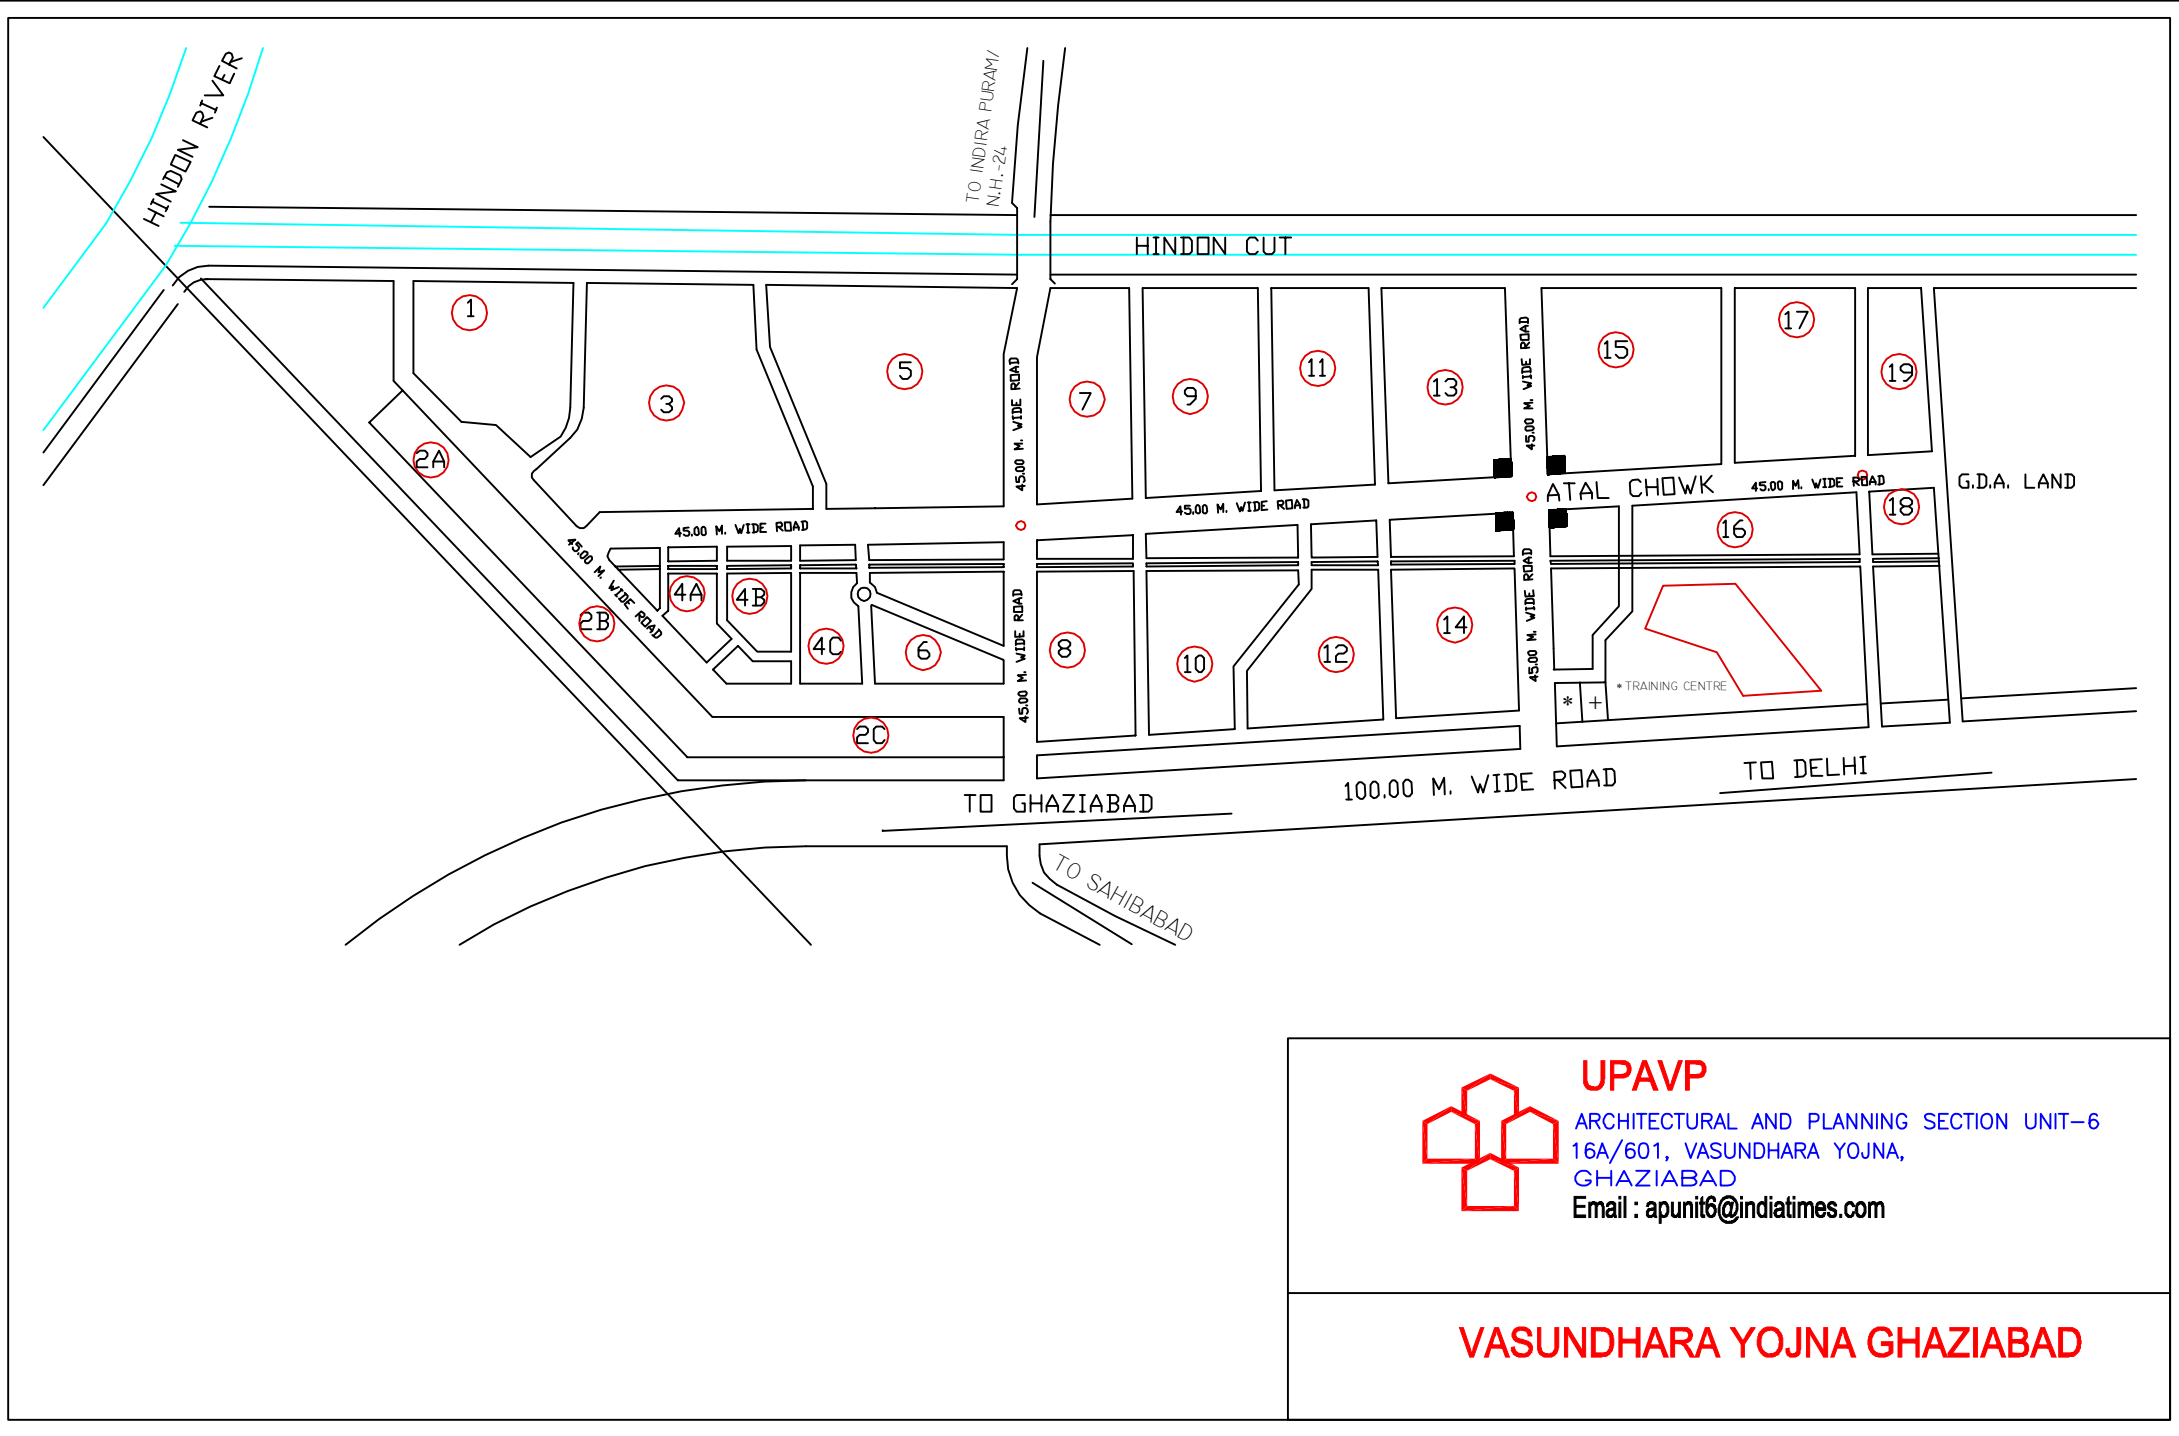 HINDON RIVER
TO INDIRA PURAM/
N.H.-24
HINDON CUT
1
3
5
7
9
11
13
15
17
19
2A
45.00 M. WIDE ROAD
45.00 M. WIDE ROAD
45.00 M. WIDE ROAD
45.00 M. WIDE ROAD
ATAL CHOWK
45.00 M. WIDE ROAD
G.D.A. LAND
45.00 M. WIDE ROAD
45.00 M. WIDE ROAD
45.00 M. WIDE ROAD
18
16
4A
4B
2B
4C
6
8
10
12
14
2C
* TRAINING CENTRE
* +
TO GHAZIABAD
100.00 M. WIDE ROAD
TO DELHI
TO SAHIBABAD
UPAVP
ARCHITECTURAL AND PLANNING SECTION UNIT-6
16A/601, VASUNDHARA YOJNA,
GHAZIABAD
Email : apunit6@indiatimes.com
VASUNDHARA YOJNA GHAZIABAD